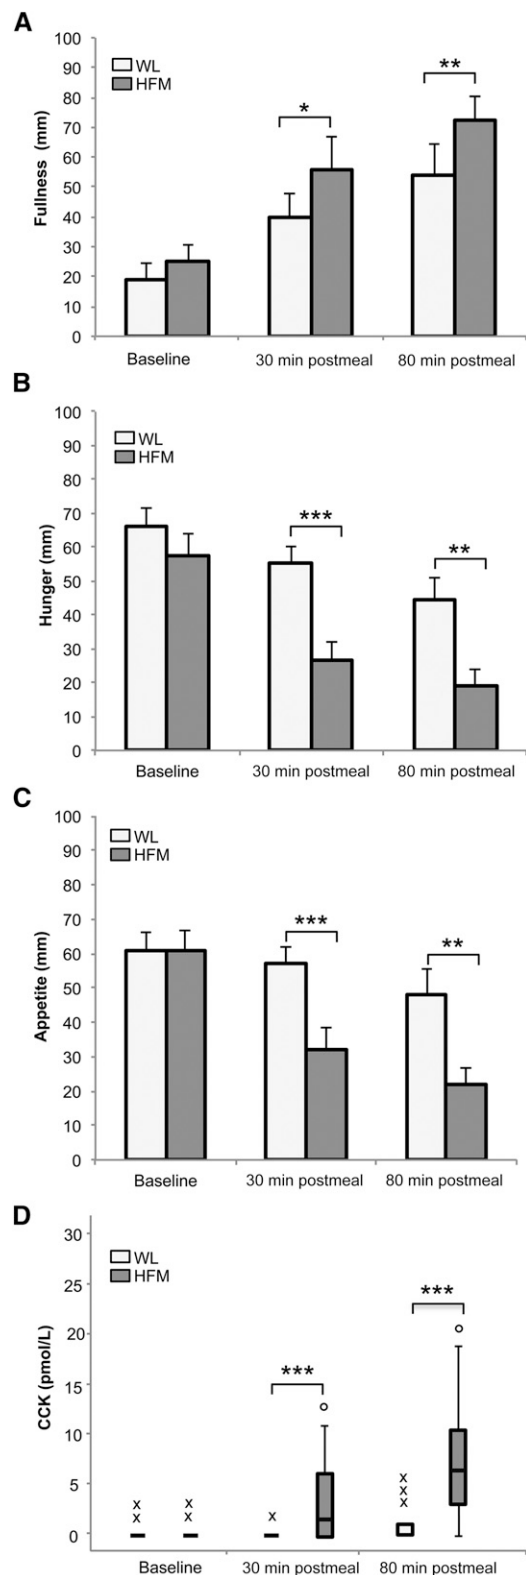 A
100
90
80
70
60
50
40
30
20
10
0
Fullness (mm)
WL
HFM
*
**
Baseline
30 min postmeal
80 min postmeal
B
100
90
80
70
60
50
40
30
20
10
0
Hunger (mm)
WL
HFM
***
**
Baseline
30 min postmeal
80 min postmeal
C
100
90
80
70
60
50
40
30
20
10
0
Appetite (mm)
WL
HFM
***
**
Baseline
30 min postmeal
80 min postmeal
D
30
25
20
15
10
5
0
CCK (pmol/L)
WL
HFM
***
***
Baseline
30 min postmeal
80 min postmeal